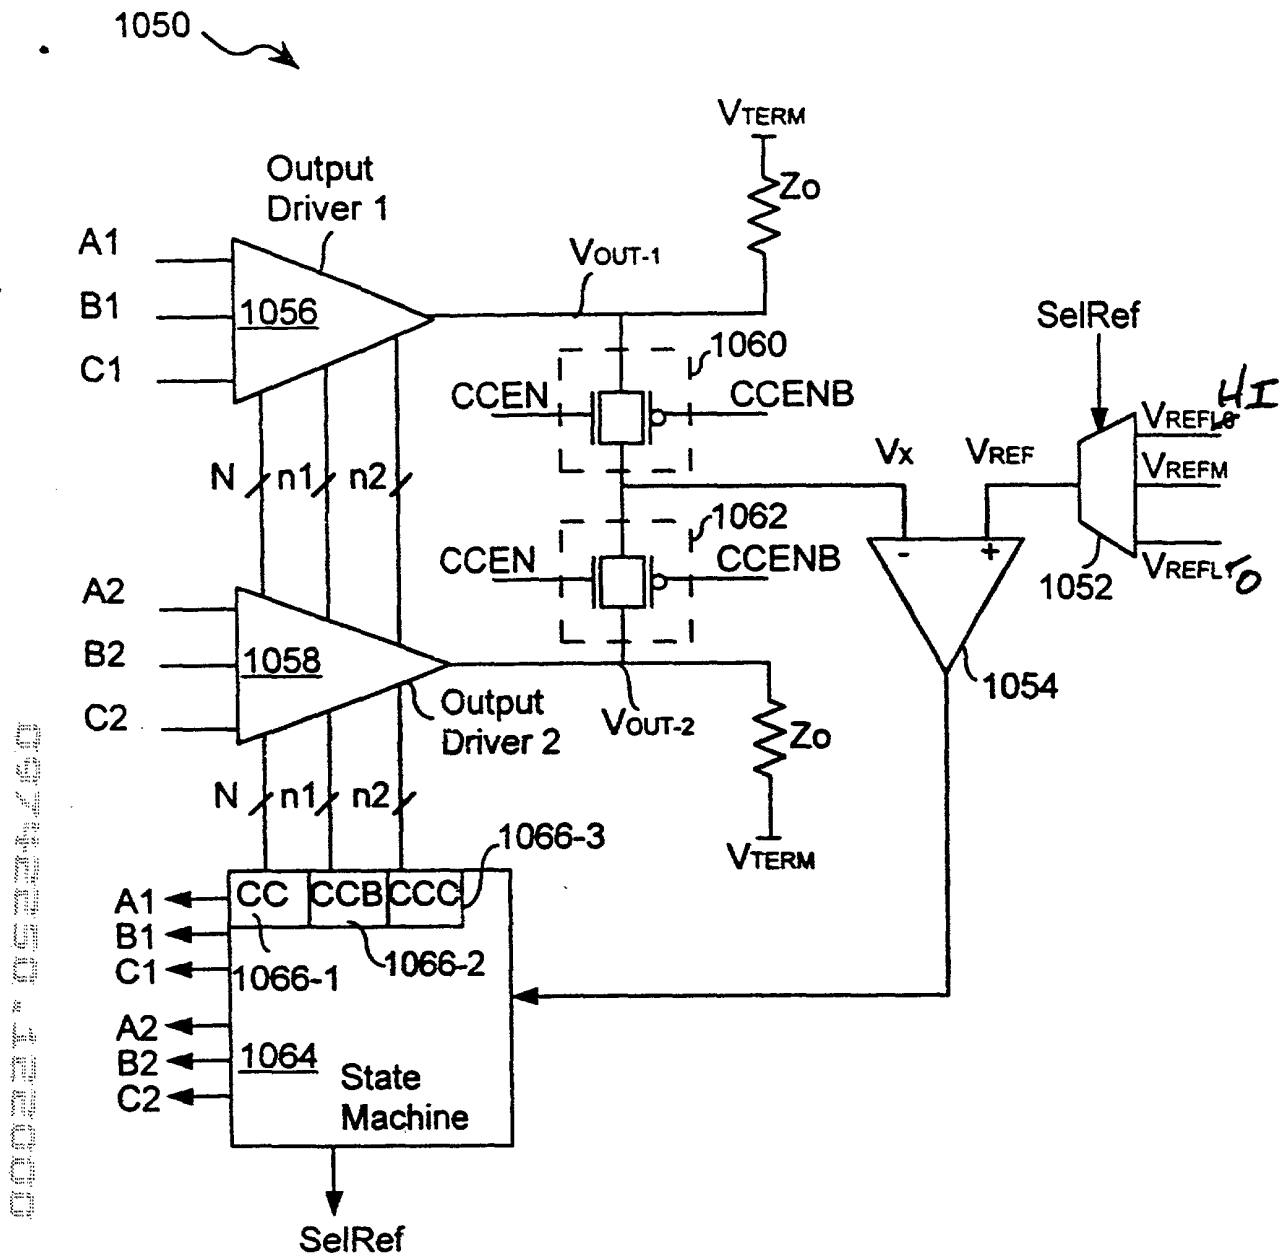 1050
VTERM
Output
Driver 1
Zo
A1
B1
C1
1056
VOUT-1
SelRef
1060
CCEN
CCENB
VREFLO HI
VREFM
VREFL1 LO
VX
VREF
N
n1
n2
1062
CCEN
CCENB
-
+
1052
1054
A2
B2
C2
1058
Output
Driver 2
VOUT-2
Zo
VTERM
N
n1
n2
1066-3
CC
CCB
CCC
A1
B1
C1
1066-1
1066-2
A2
B2
C2
1064
State
Machine
SelRef
09742250.122000